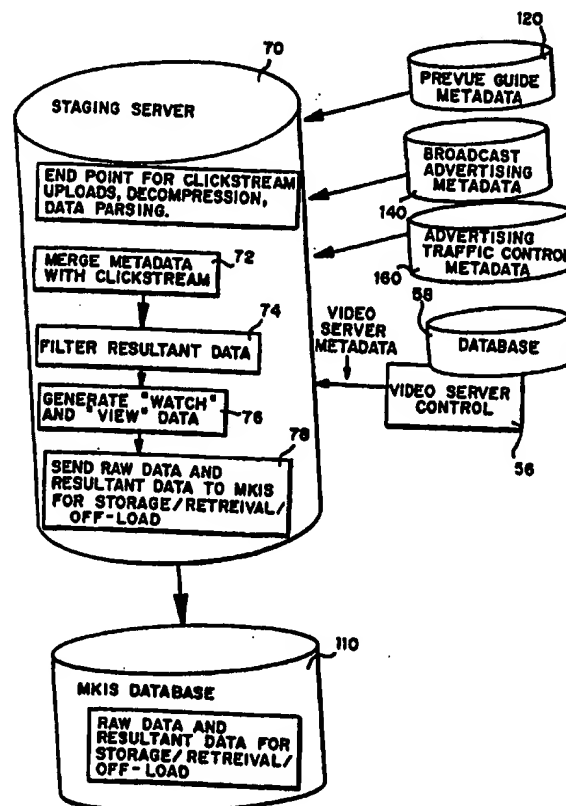 70
STAGING SERVER
120
PREVUE GUIDE
METADATA
END POINT FOR CLICKSTREAM
UPLOADS, DECOMPRESSION,
DATA PARSING.
BROADCAST
ADVERTISING
METADATA
140
72
MERGE METADATA
WITH CLICKSTREAM
ADVERTISING
TRAFFIC CONTROL
METADATA
160
74
FILTER RESULTANT DATA
VIDEO
SERVER
METADATA
58
DATABASE
VIDEO SERVER
CONTROL
56
GENERATE "WATCH"
AND "VIEW" DATA
76
78
SEND RAW DATA AND
RESULTANT DATA TO MKIS
FOR STORAGE/RETREIVAL/
OFF-LOAD
110
MKIS DATABASE
RAW DATA AND
RESULTANT DATA FOR
STORAGE/RETREIVAL/
OFF-LOAD